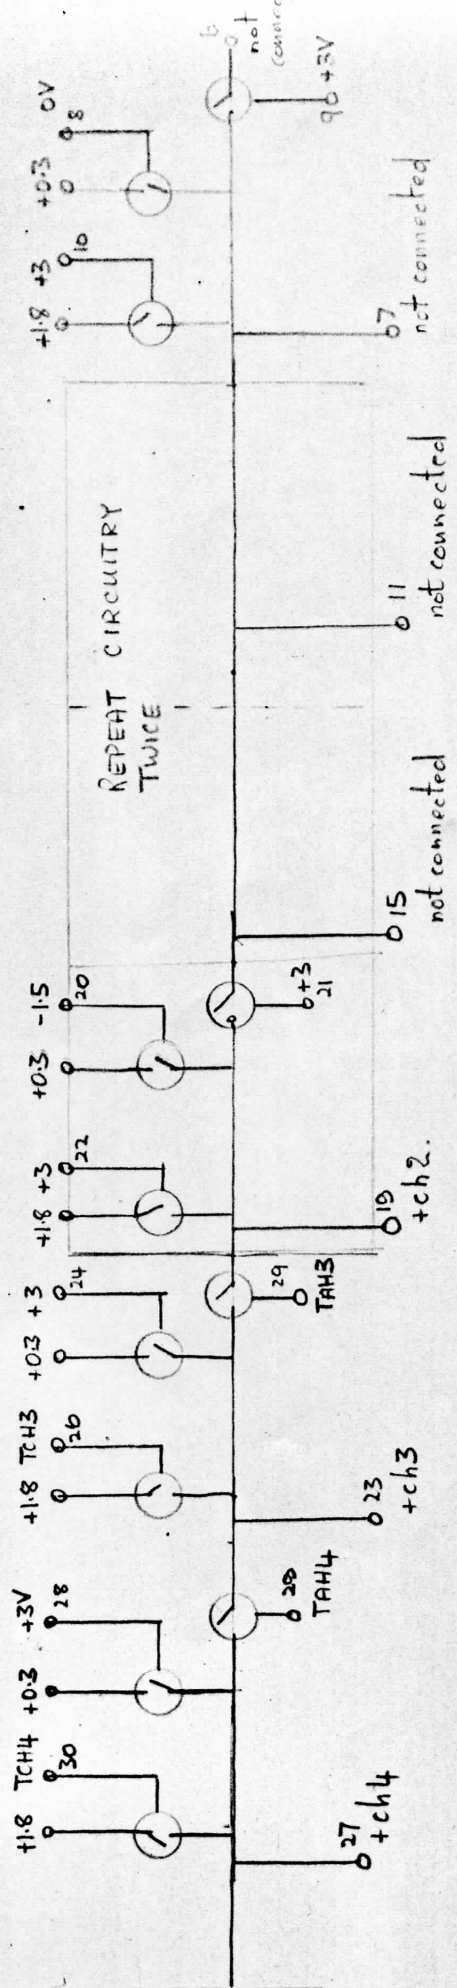 +1.8 TCH4
30
+0.3 +3V
28
+1.8 TCH3
26
+0.3 +3
24
+1.8 +3
22
+0.3 -1.5
20
REPEAT CIRCUITRY
TWICE
+1.8 +3
10
+0.3 0V
8
27
+ch4
TAH4
23
+ch3
29
TAH3
19
+ch2.
+3
21
15
not connected
11
not connected
7
not connected
9 +3V
6
not